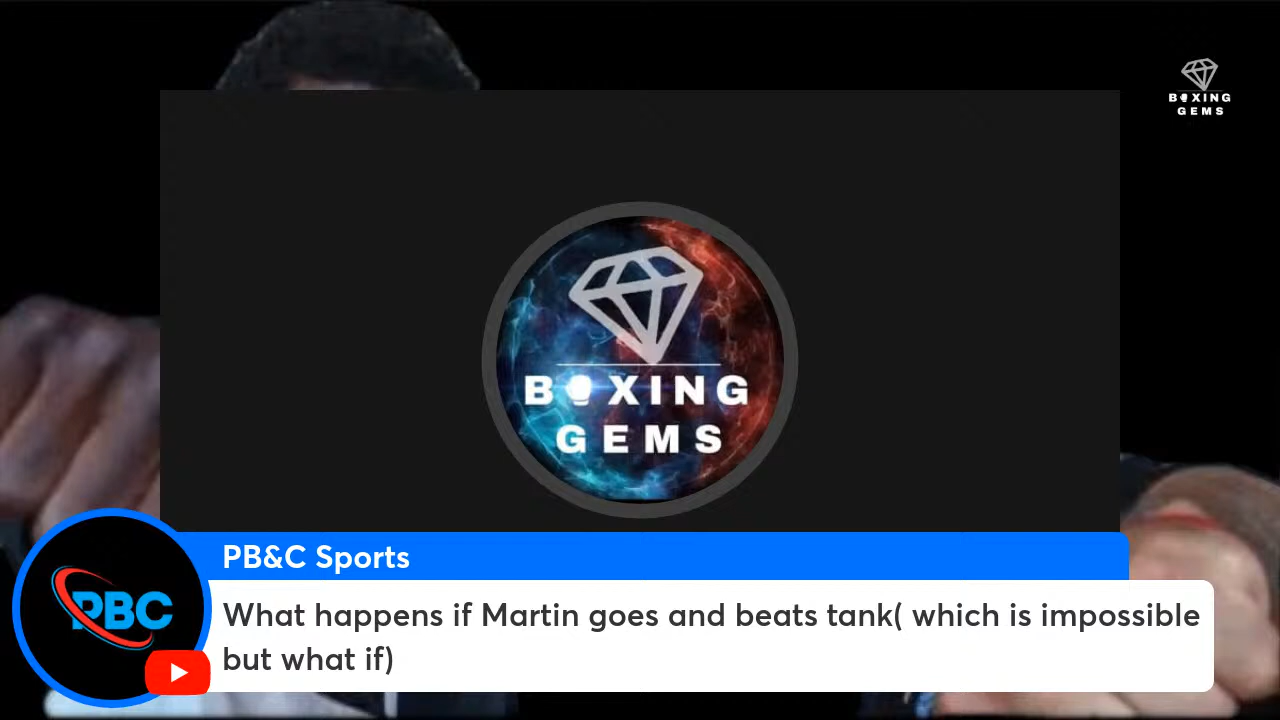 BOXING
GEMS
BOXING
GEMS
PBC
PB&C Sports
What happens if Martin goes and beats tank( which is impossible
but what if)